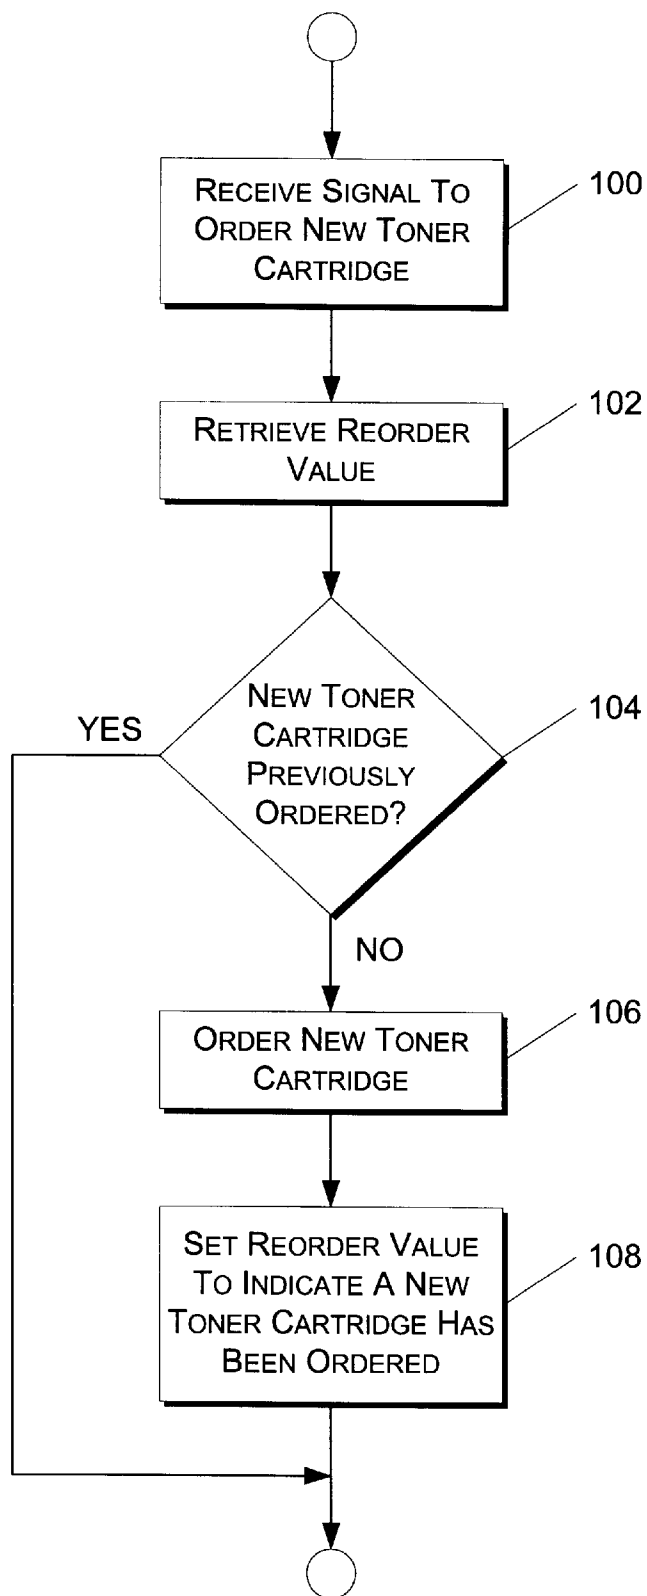 RECEIVE SIGNAL TO
ORDER NEW TONER
CARTRIDGE
100
RETRIEVE REORDER
VALUE
102
NEW TONER
CARTRIDGE
PREVIOUSLY
ORDERED?
104
YES
NO
ORDER NEW TONER
CARTRIDGE
106
SET REORDER VALUE
TO INDICATE A NEW
TONER CARTRIDGE HAS
BEEN ORDERED
108